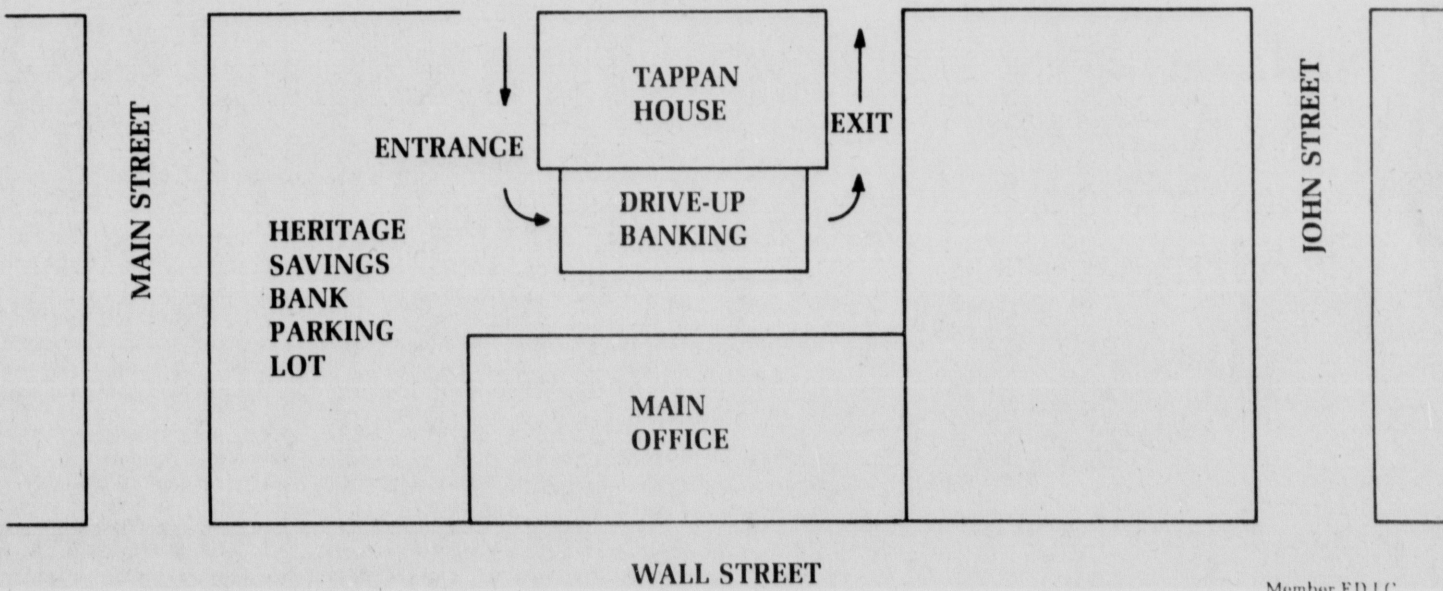 TAPPAN
HOUSE
ENTRANCE
EXIT
MAIN STREET
JOHN STREET
DRIVE-UP
BANKING
HERITAGE
SAVINGS
BANK
PARKING
LOT
MAIN
OFFICE
WALL STREET
Member F.D.I.C.